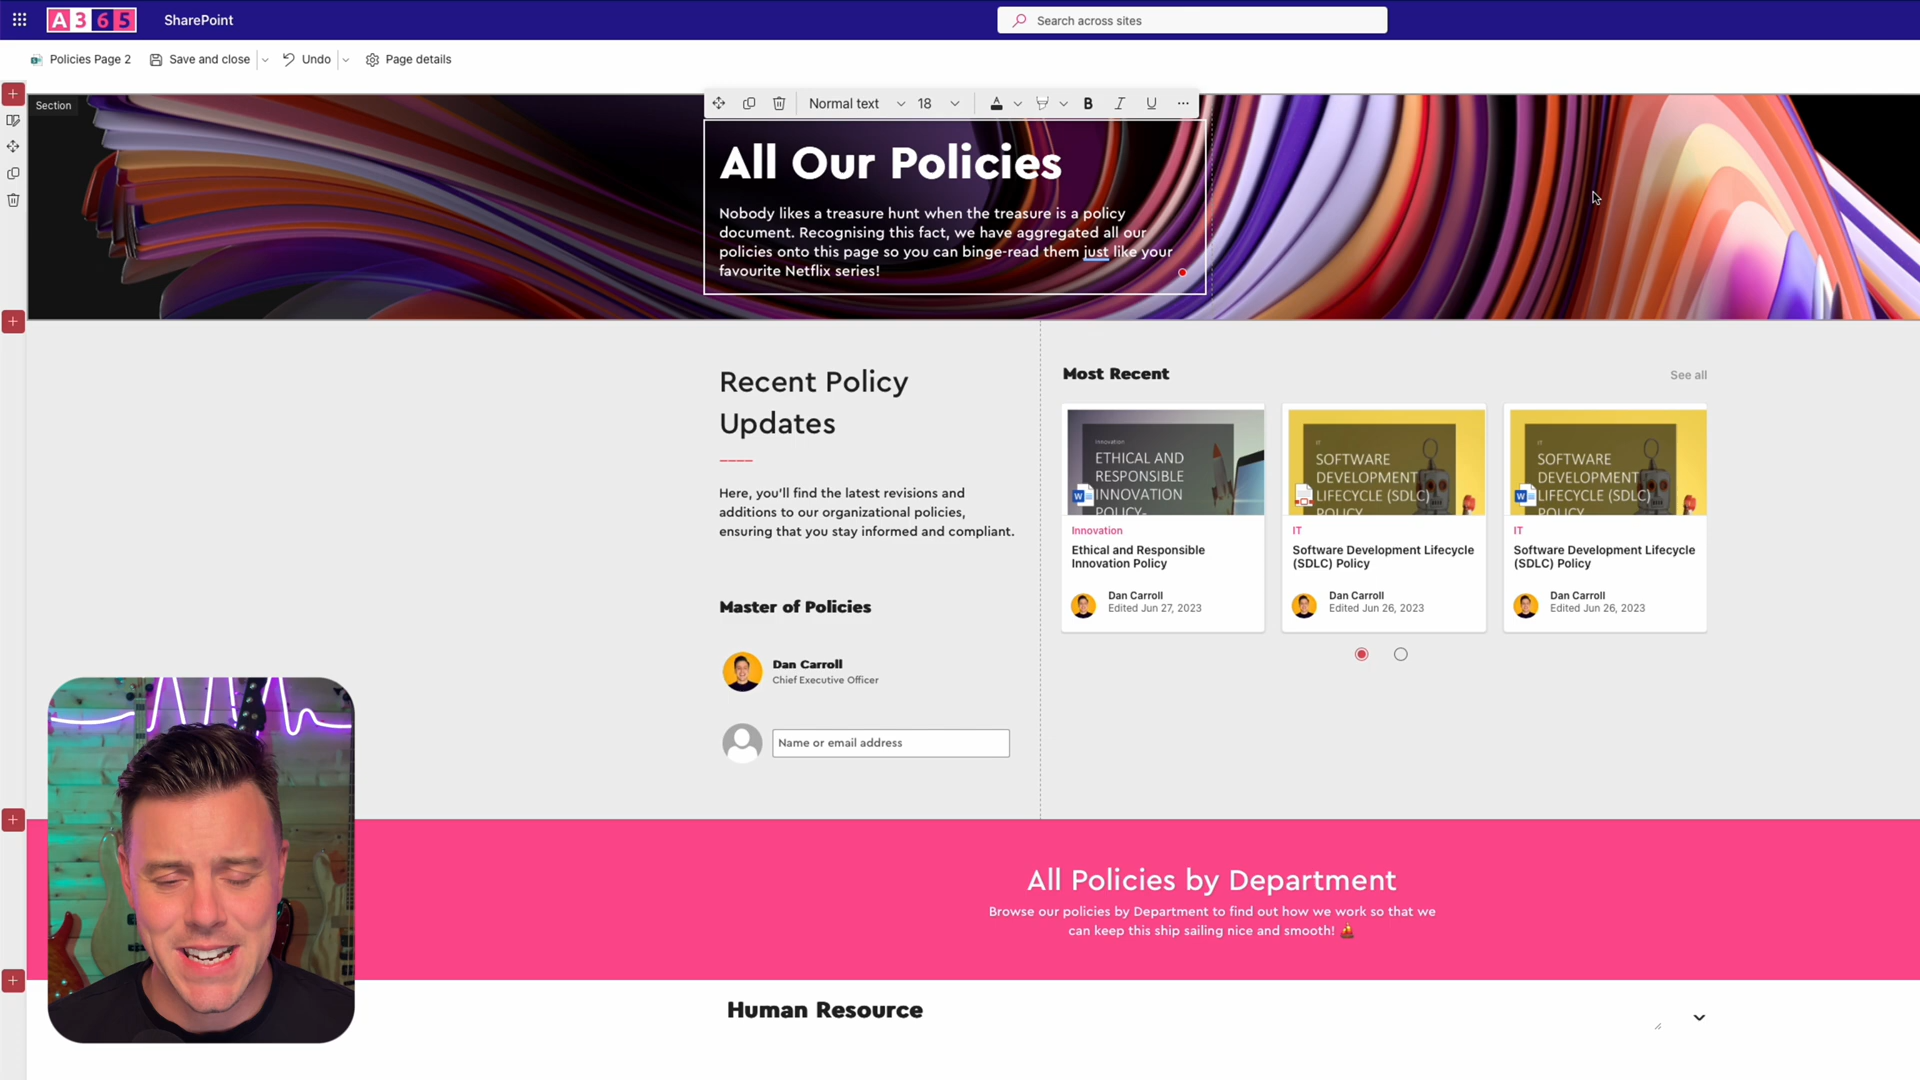 A365
SharePoint
Search across sites
Policies Page 2
Save and close
Undo
Page details
Section
Normal text
18
A
B
I
U
All Our Policies
Nobody likes a treasure hunt when the treasure is a policy
document. Recognising this fact, we have aggregated all our
policies onto this page so you can binge-read them just like your
favourite Netflix series!
Recent Policy
Updates
Here, you'll find the latest revisions and
additions to our organizational policies,
ensuring that you stay informed and compliant.
Master of Policies
Dan Carroll
Chief Executive Officer
Name or email address
Most Recent
See all
Innovation
ETHICAL AND
RESPONSIBLE
INNOVATION
POLICY-
W
Innovation
Ethical and Responsible
Innovation Policy
Dan Carroll
Edited Jun 27, 2023
IT
SOFTWARE
DEVELOPMENT
LIFECYCLE (SDLC)
POLICY
IT
Software Development Lifecycle
(SDLC) Policy
Dan Carroll
Edited Jun 26, 2023
IT
SOFTWARE
DEVELOPMENT
LIFECYCLE (SDLC)
POLICY
W
IT
Software Development Lifecycle
(SDLC) Policy
Dan Carroll
Edited Jun 26, 2023
All Policies by Department
Browse our policies by Department to find out how we work so that we
can keep this ship sailing nice and smooth!
Human Resource